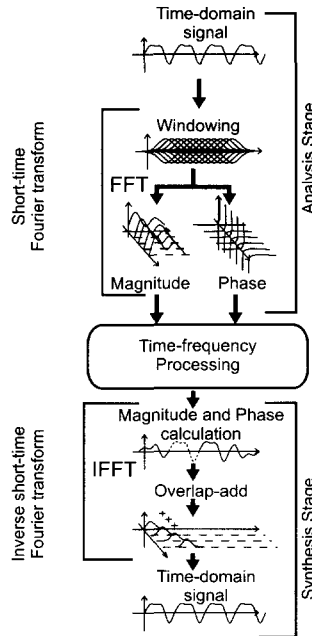 Time-domain
signal
Windowing
FFT
Short-time
Fourier transform
Analysis Stage
Magnitude
Phase
Time-frequency
Processing
Magnitude and Phase
calculation
IFFT
Overlap-add
Inverse short-time
Fourier transform
Synthesis Stage
Time-domain
signal